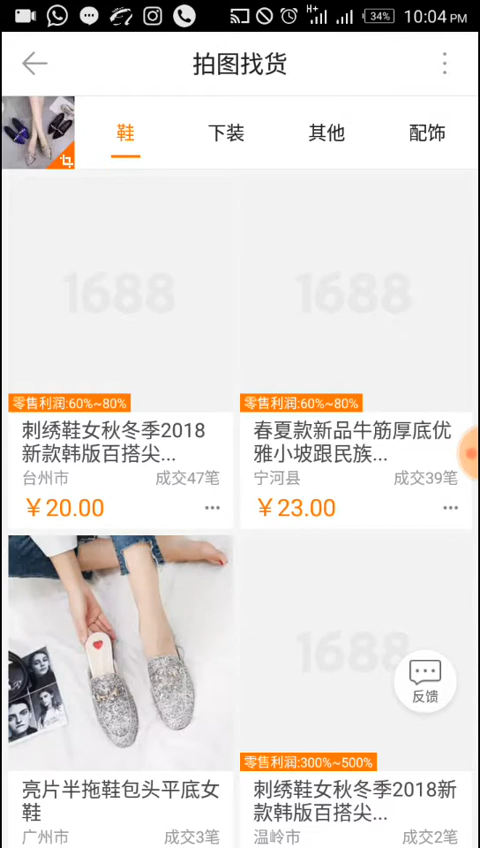 H+
34%
10:04 PM
拍图找货
鞋
下装
其他
配饰
1688
1688
零售利润:60%~80%
零售利润:60%~80%
刺绣鞋女秋冬季2018
新款韩版百搭尖...
台州市
成交47笔
￥20.00
春夏款新品牛筋厚底优
雅小坡跟民族...
宁河县
成交39笔
￥23.00
1688
反馈
零售利润:300%~500%
亮片半拖鞋包头平底女
鞋
广州市
成交3笔
刺绣鞋女秋冬季2018新
款韩版百搭尖...
温岭市
成交2笔